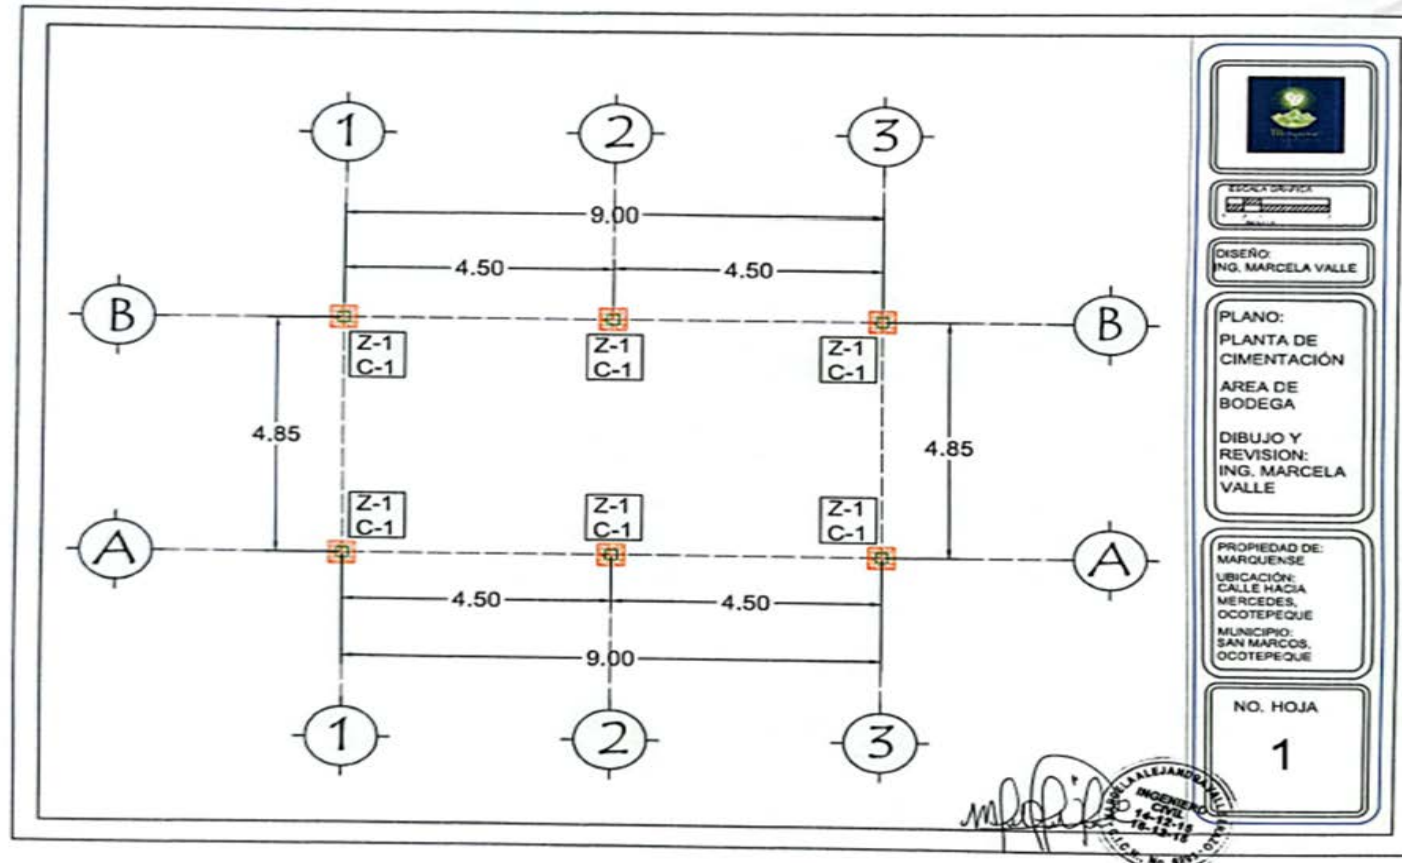 1
2
3
9.00
4.50
4.50
B
B
Z-1
C-1
Z-1
C-1
Z-1
C-1
4.85
4.85
Z-1
C-1
Z-1
C-1
Z-1
C-1
A
A
4.50
4.50
9.00
1
2
3
ESCALA GRAFICA
DISEÑO:
ING. MARCELA VALLE
PLANO:
PLANTA DE
CIMENTACIÓN
AREA DE
BODEGA
DIBUJO Y
REVISION:
ING. MARCELA
VALLE
PROPIEDAD DE:
MARQUENSE
UBICACIÓN:
CALLE HACIA
MERCEDES,
OCOTEPEQUE
MUNICIPIO:
SAN MARCOS,
OCOTEPEQUE
NO. HOJA
1
INGENIERO
CIVIL